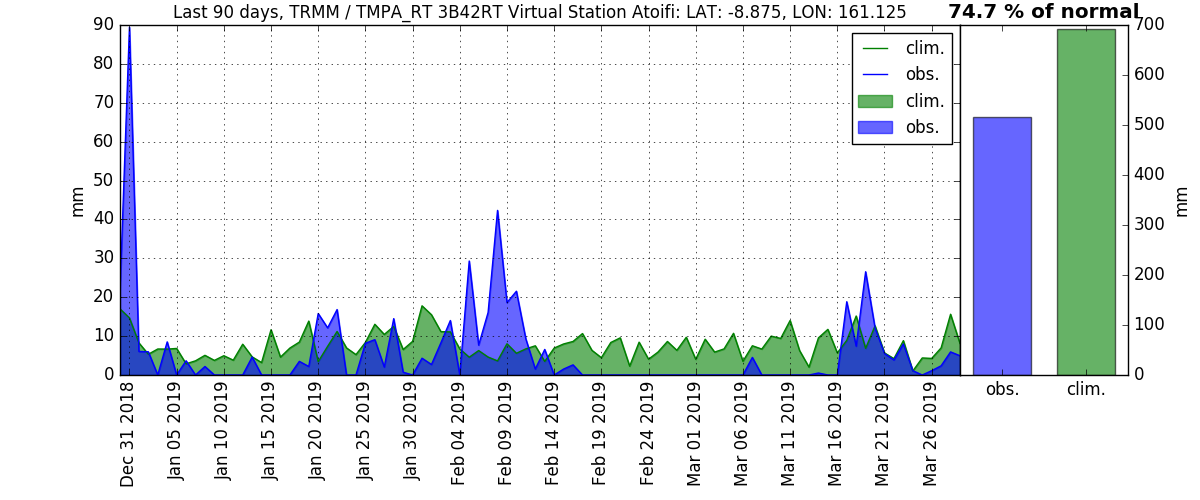 Last 90 days, TRMM / TMPA_RT 3B42RT Virtual Station Atoifi: LAT: -8.875, LON: 161.125
74.7 % of normal
90
80
70
60
50
40
30
20
10
0
mm
clim.
obs.
clim.
obs.
Dec 31 2018
Jan 05 2019
Jan 10 2019
Jan 15 2019
Jan 20 2019
Jan 25 2019
Jan 30 2019
Feb 04 2019
Feb 09 2019
Feb 14 2019
Feb 19 2019
Feb 24 2019
Mar 01 2019
Mar 06 2019
Mar 11 2019
Mar 16 2019
Mar 21 2019
Mar 26 2019
700
600
500
400
300
200
100
0
mm
obs.
clim.